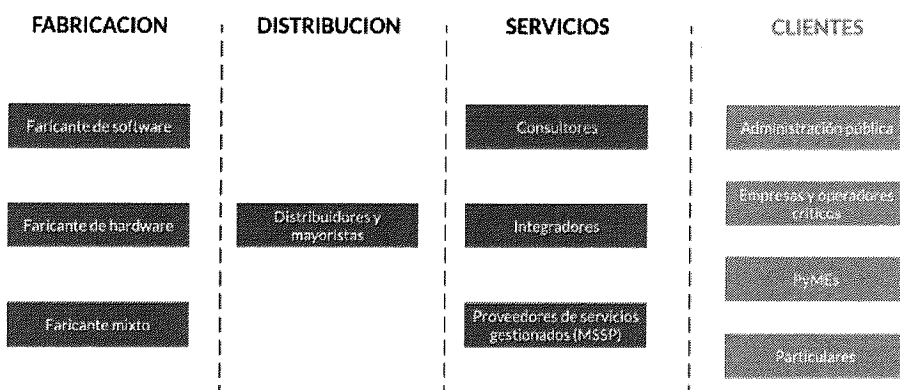 FABRICACION
DISTRIBUCION
SERVICIOS
CLIENTES
Faricante de software
Consultores
Administración pública
Faricante de hardware
Distribuidores y
mayoristas
Integradores
Empresas y operadores
críticos
Faricante mixto
Proveedores de servicios
gestionados (MSSP)
PyMEs
Particulares